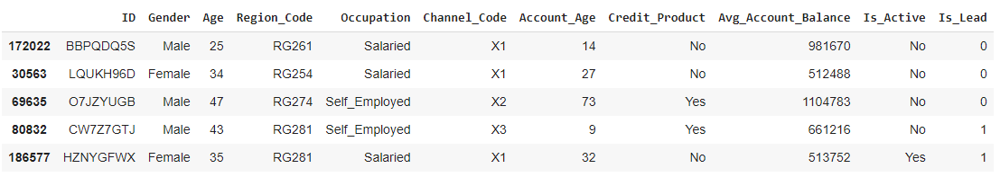 ID Gender Age Region_Code Occupation Channel_Code Account_Age Credit_Product Avg_Account_Balance Is_Active Is_Lead
172022 BBPQDQ5S Male 25 RG261 Salaried X1 14 No 981670 No 0
30563 LQUKH96D Female 34 RG254 Salaried X1 27 No 512488 No 0
69635 O7JZYUGB Male 47 RG274 Self_Employed X2 73 Yes 1104783 No 0
80832 CW7Z7GTJ Male 43 RG281 Self_Employed X3 9 Yes 661216 No 1
186577 HZNYGFWX Female 35 RG281 Salaried X1 32 No 513752 Yes 1